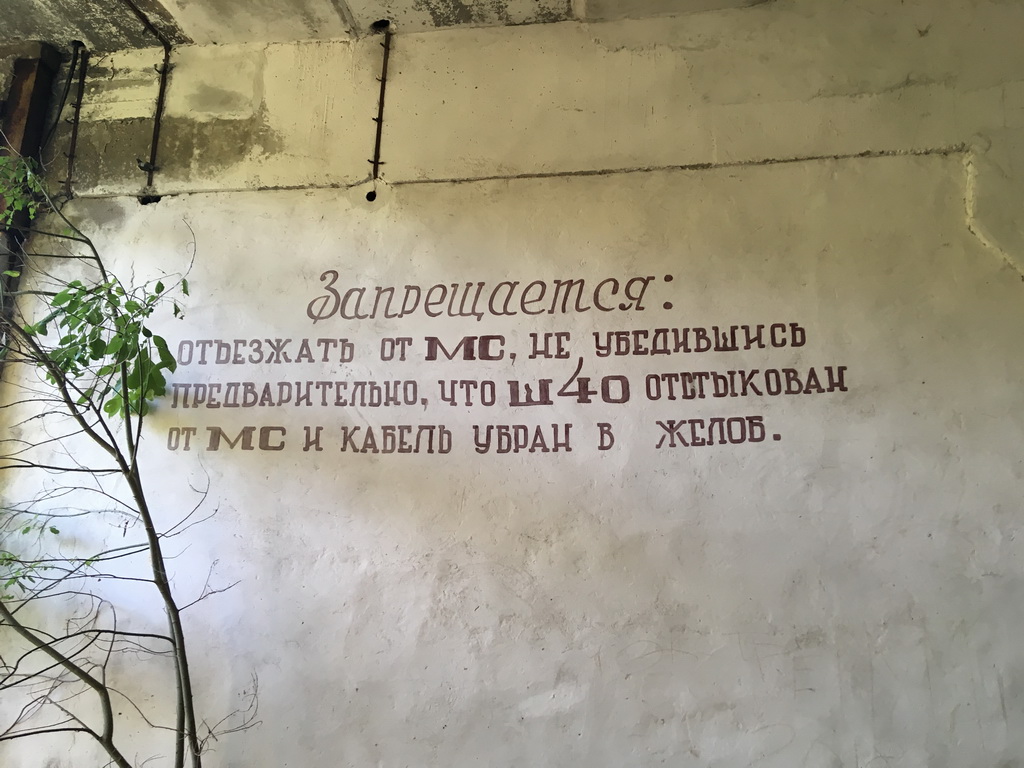 Запрещается:
ОТЪЕЗЖАТЬ ОТ МС, НЕ УБЕДИВШИСЬ
ПРЕДВАРИТЕЛЬНО, ЧТО Ш40 ОТСТЫКОВАН
ОТ МС И КАБЕЛЬ УБРАН В ЖЕЛОБ.